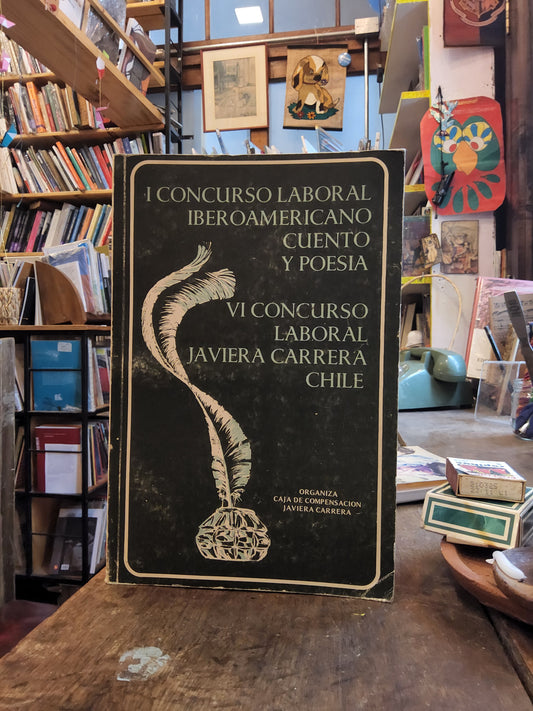 I CONCURSO LABORAL
IBEROAMERICANO
CUENTO
Y POESIA
VI CONCURSO
LABORAL
JAVIERA CARRERA
CHILE
ORGANIZA
CAJA DE COMPENSACION
JAVIERA CARRERA